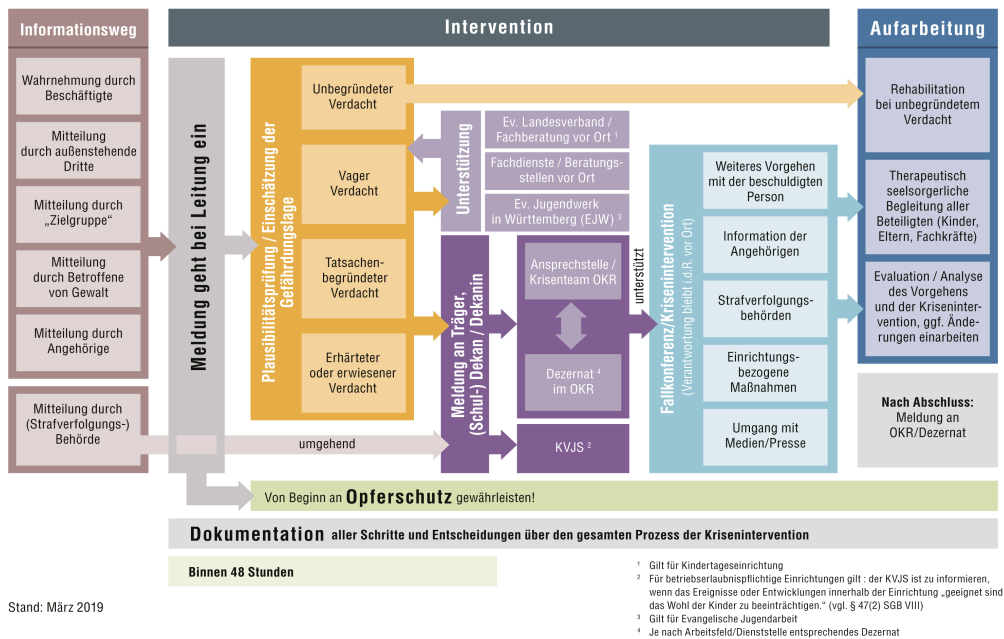 Informationsweg
Wahrnehmung durch
Beschäftigte
Mitteilung
durch außenstehende
Dritte
Mitteilung durch
„Zielgruppe“
Mitteilung
durch Betroffene
von Gewalt
Mitteilung durch
Angehörige
Mitteilung durch
(Strafverfolgungs-)
Behörde
Intervention
Meldung geht bei Leitung ein
Plausibilitätsprüfung / Einschätzung der
Gefährdungslage
Unbegründeter
Verdacht
Vager
Verdacht
Tatsachen-
begründeter
Verdacht
Erhärteter
oder erwiesener
Verdacht
umgehend
Unterstützung
Ev. Landesverband /
Fachberatung vor Ort 1
Fachdienste / Beratungs-
stellen vor Ort
Ev. Jugendwerk
in Württemberg (EJW) 3
Meldung an Träger,
(Schul-) Dekan / Dekanin
Ansprechstelle /
Krisenteam OKR
Dezernat 4
im OKR
KVJS 2
unterstützt
Fallkonferenz/Krisenintervention
(Verantwortung bleibt i.d.R. vor Ort)
Weiteres Vorgehen
mit der beschuldigten
Person
Information der
Angehörigen
Strafverfolgungs-
behörden
Einrichtungs-
bezogene
Maßnahmen
Umgang mit
Medien/Presse
Aufarbeitung
Rehabilitation
bei unbegründetem
Verdacht
Therapeutisch
seelsorgerliche
Begleitung aller
Beteiligten (Kinder,
Eltern, Fachkräfte)
Evaluation / Analyse
des Vorgehens
und der Kriseninter-
vention, ggf. Ände-
rungen einarbeiten
Nach Abschluss:
Meldung an
OKR/Dezernat
Von Beginn an Opferschutz gewährleisten!
Dokumentation aller Schritte und Entscheidungen über den gesamten Prozess der Krisenintervention
Binnen 48 Stunden
Stand: März 2019
1 Gilt für Kindertageseinrichtung
2 Für betriebserlaubnispflichtige Einrichtungen gilt : der KVJS ist zu informieren,
wenn das Ereignisse oder Entwicklungen innerhalb der Einrichtung „geeignet sind
das Wohl der Kinder zu beeinträchtigen.“ (vgl. § 47(2) SGB VIII)
3 Gilt für Evangelische Jugendarbeit
4 Je nach Arbeitsfeld/Dienststelle entsprechendes Dezernat